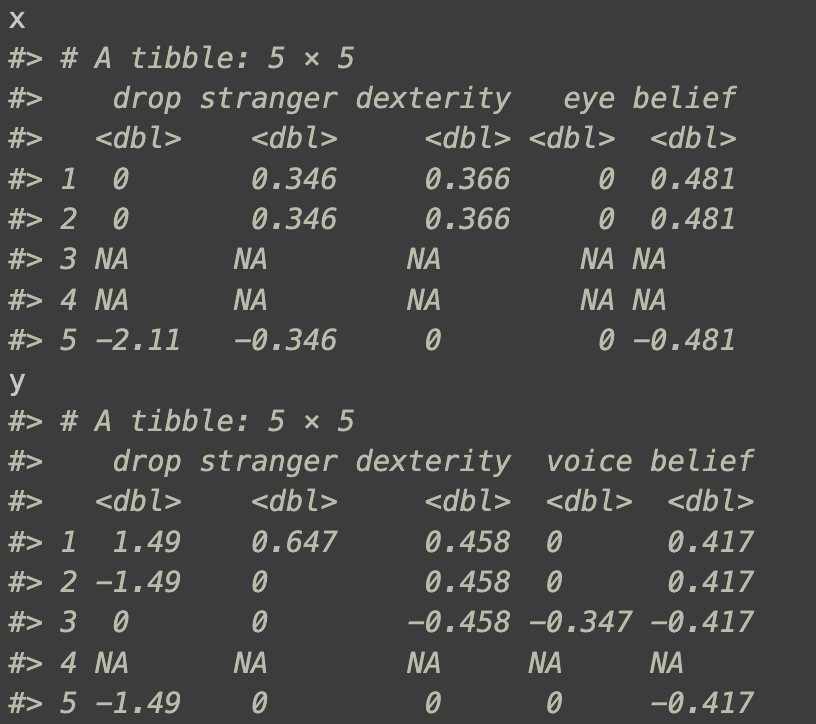 x
#> # A tibble: 5 × 5
#>    drop stranger dexterity   eye belief
#>   <dbl>    <dbl>     <dbl> <dbl>  <dbl>
#> 1  0       0.346     0.366     0  0.481
#> 2  0       0.346     0.366     0  0.481
#> 3 NA      NA        NA        NA NA
#> 4 NA      NA        NA        NA NA
#> 5 −2.11   −0.346     0         0 −0.481
y
#> # A tibble: 5 × 5
#>    drop stranger dexterity  voice belief
#>   <dbl>    <dbl>     <dbl>  <dbl>  <dbl>
#> 1  1.49    0.647     0.458  0      0.417
#> 2 −1.49    0         0.458  0      0.417
#> 3  0       0        −0.458 −0.347 −0.417
#> 4 NA      NA        NA     NA     NA
#> 5 −1.49    0         0      0     −0.417